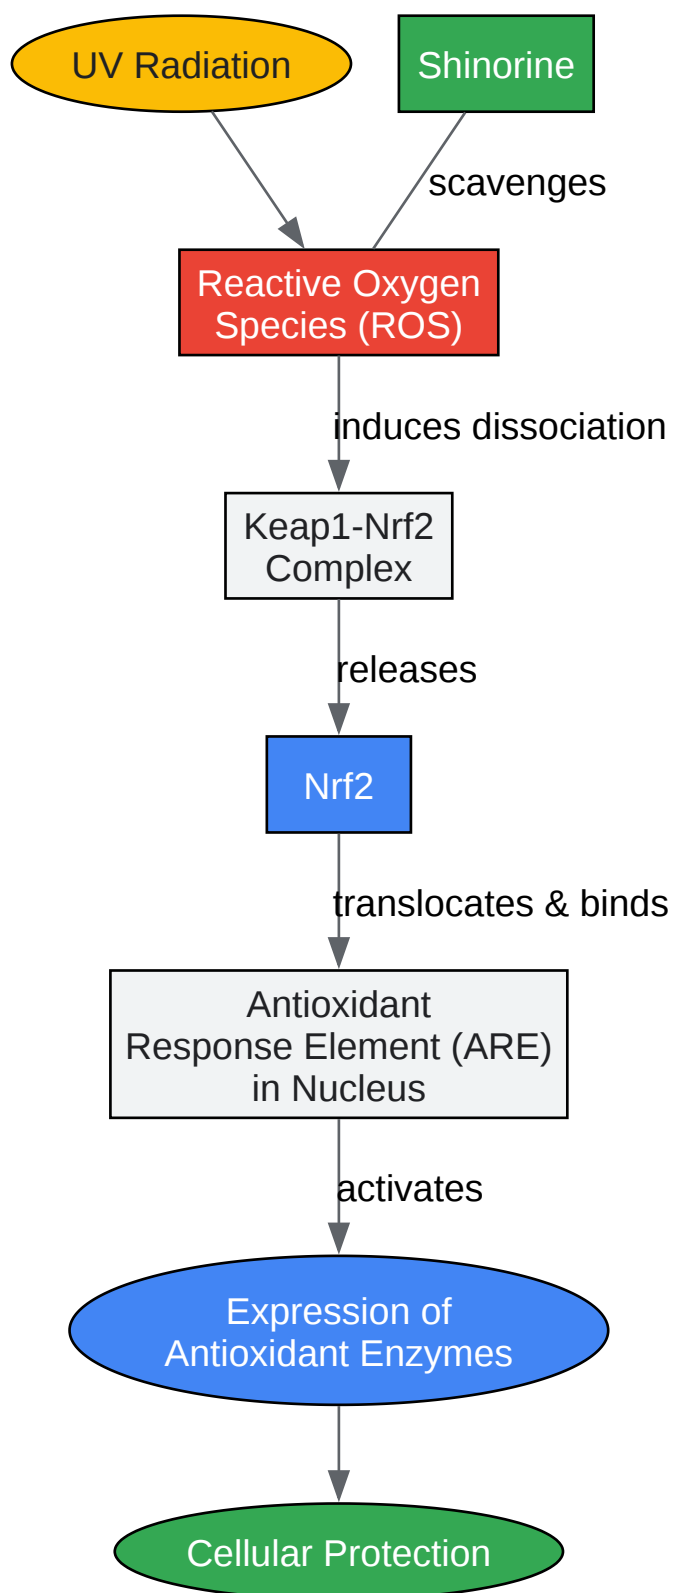 UV Radiation
Shinorine
scavenges
Reactive Oxygen
Species (ROS)
induces dissociation
Keap1-Nrf2
Complex
releases
Nrf2
translocates & binds
Antioxidant
Response Element (ARE)
in Nucleus
activates
Expression of
Antioxidant Enzymes
Cellular Protection